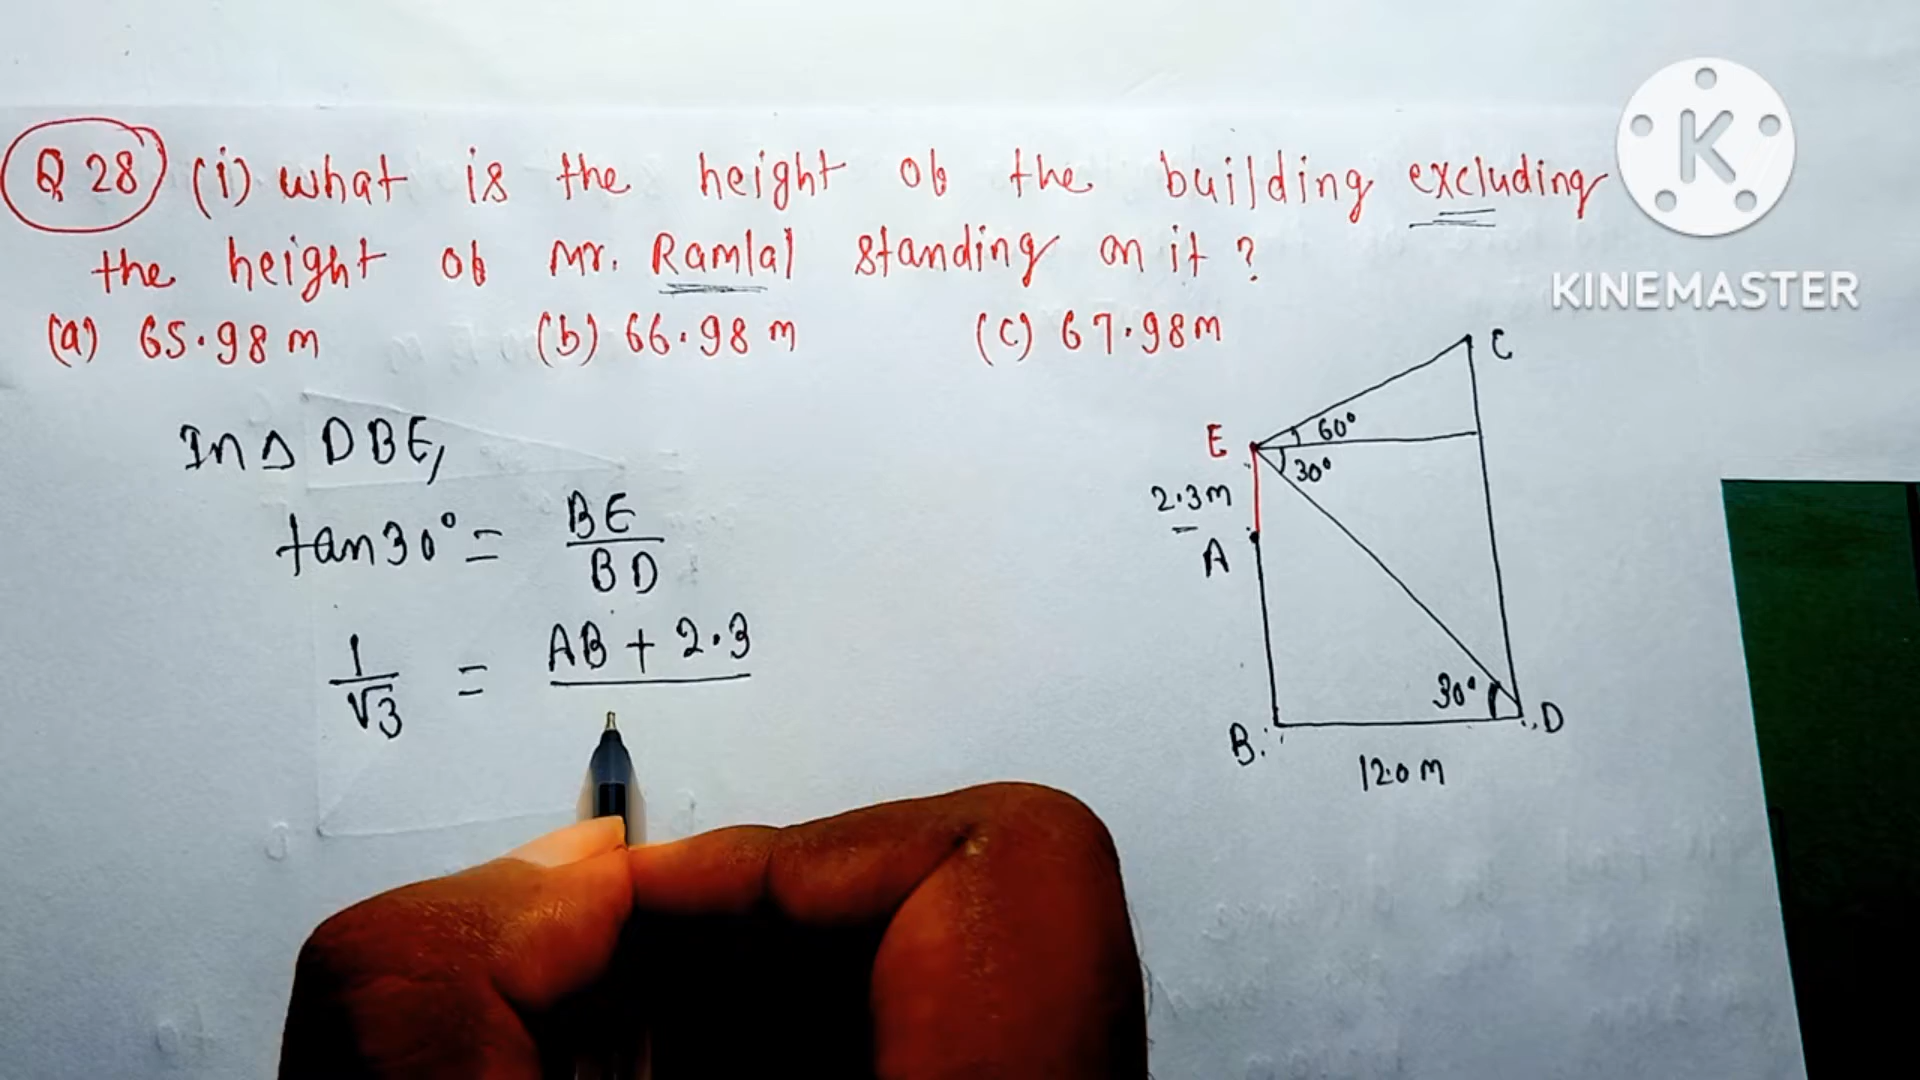 Q 28 (i) what is the height of the building excluding
the height of Mr. Ramlal standing on it ?
(a) 65.98 m (b) 66.98 m (c) 67.98m
KINEMASTER
In Δ DBE,
tan30° = BE/BD
1/√3 = AB + 2.3
C
E 60°
30°
2.3m
A
30°
B D
120m